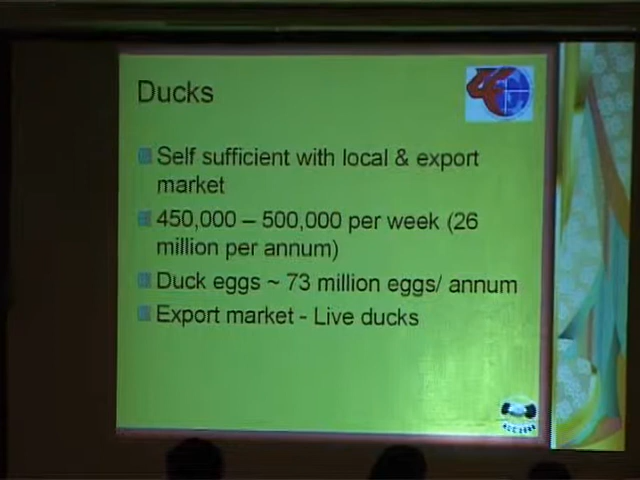 Ducks
Self sufficient with local & export
market
450,000 – 500,000 per week (26
million per annum)
Duck eggs ~ 73 million eggs/ annum
Export market - Live ducks